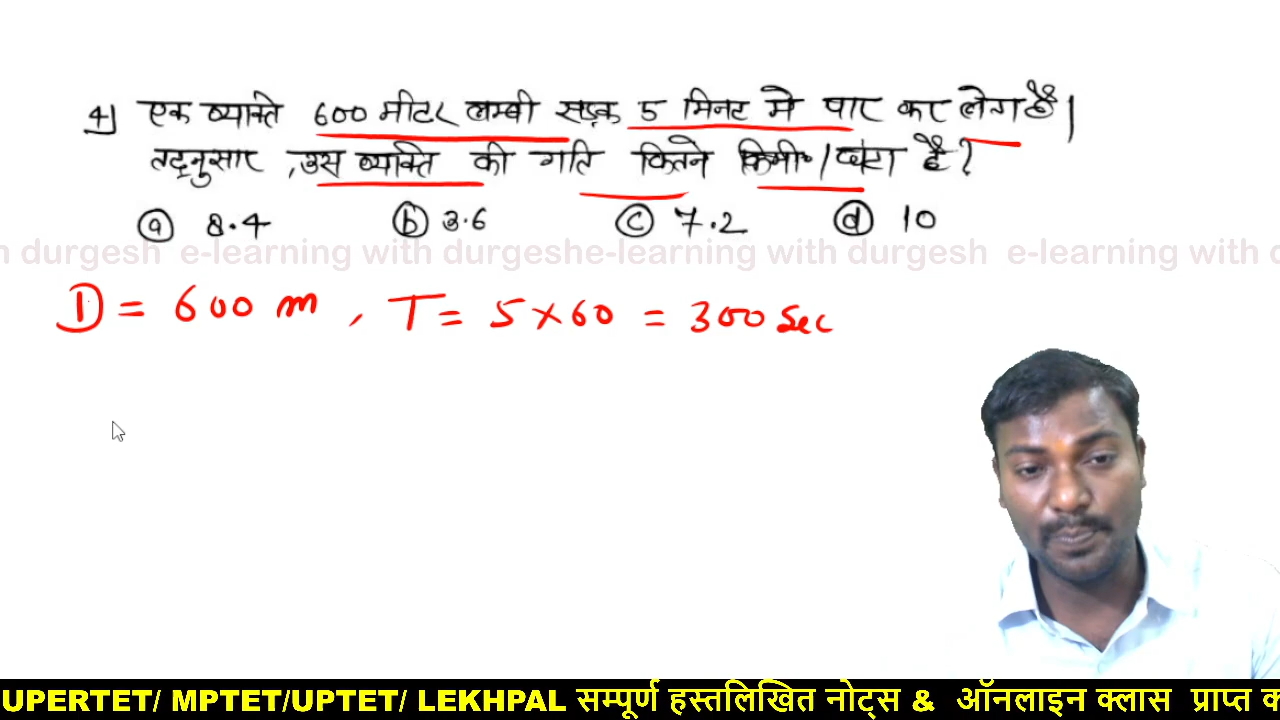 4) एक व्यक्ति 600 मीटर लम्बी सड़क 5 मिनट मे पार कर लेता है।
तद्नुसार, उस व्यक्ति की गति कितने किमी०/घण्टा है?
(a) 8.4 (b) 3.6 (c) 7.2 (d) 10
h durgesh e-learning with durgeshe-learning with durgesh e-learning with d
D = 600 m, T = 5 × 60 = 300 Sec
UPERTET/ MPTET/UPTET/ LEKHPAL सम्पूर्ण हस्तलिखित नोट्स & ऑनलाइन क्लास प्राप्त क